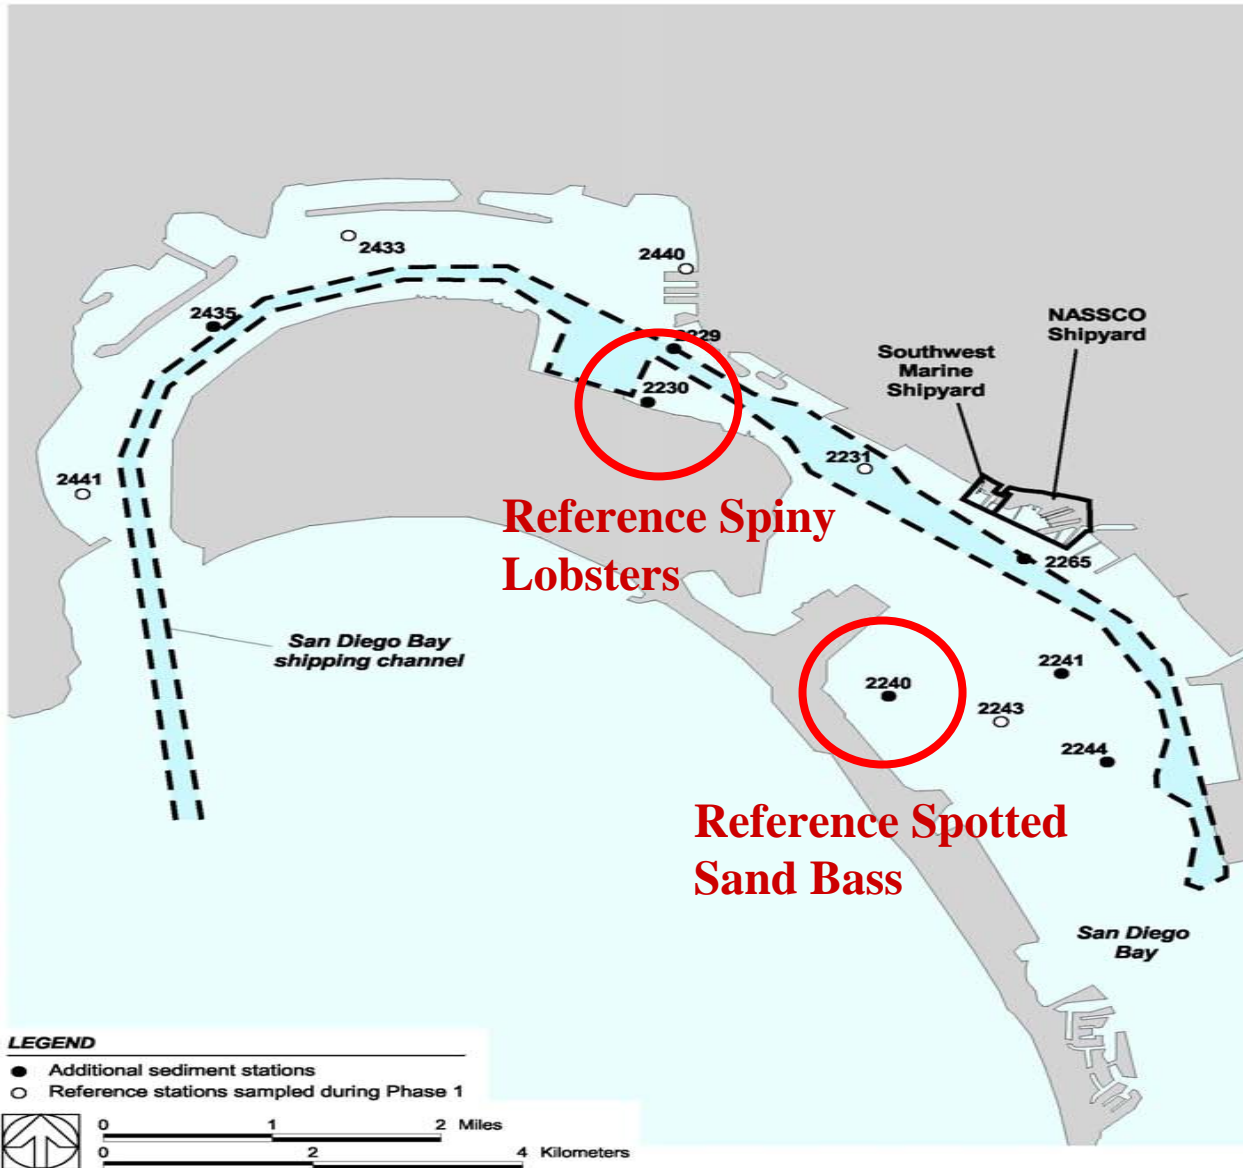 2433
2440
2435
2229
NASSCO
Shipyard
Southwest
Marine
Shipyard
2230
2231
2441
Reference Spiny
Lobsters
2265
San Diego Bay
shipping channel
2241
2240
2243
2244
Reference Spotted
Sand Bass
San Diego
Bay
LEGEND
Additional sediment stations
Reference stations sampled during Phase 1
0 1 2 Miles
0 2 4 Kilometers